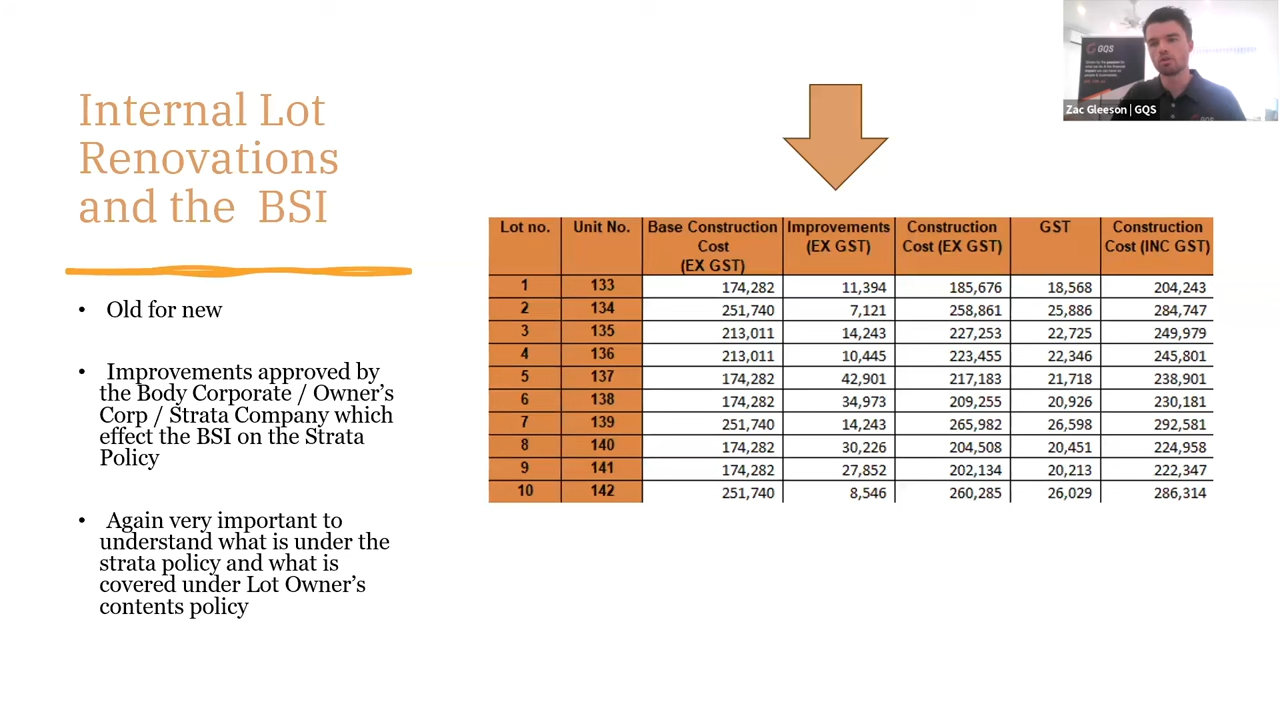 Internal Lot
Renovations
and the BSI
• Old for new
• Improvements approved by
the Body Corporate / Owner's
Corp / Strata Company which
effect the BSI on the Strata
Policy
• Again very important to
understand what is under the
strata policy and what is
covered under Lot Owner's
contents policy
Lot no. Unit No. Base Construction Cost (EX GST) Improvements (EX GST) Construction Cost (EX GST) GST Construction Cost (INC GST)
1 133 174,282 11,394 185,676 18,568 204,243
2 134 251,740 7,121 258,861 25,886 284,747
3 135 213,011 14,243 227,253 22,725 249,979
4 136 213,011 10,445 223,455 22,346 245,801
5 137 174,282 42,901 217,183 21,718 238,901
6 138 174,282 34,973 209,255 20,926 230,181
7 139 251,740 14,243 265,982 26,598 292,581
8 140 174,282 30,226 204,508 20,451 224,958
9 141 174,282 27,852 202,134 20,213 222,347
10 142 251,740 8,546 260,285 26,029 286,314
GQS
Zac Gleeson | GQS